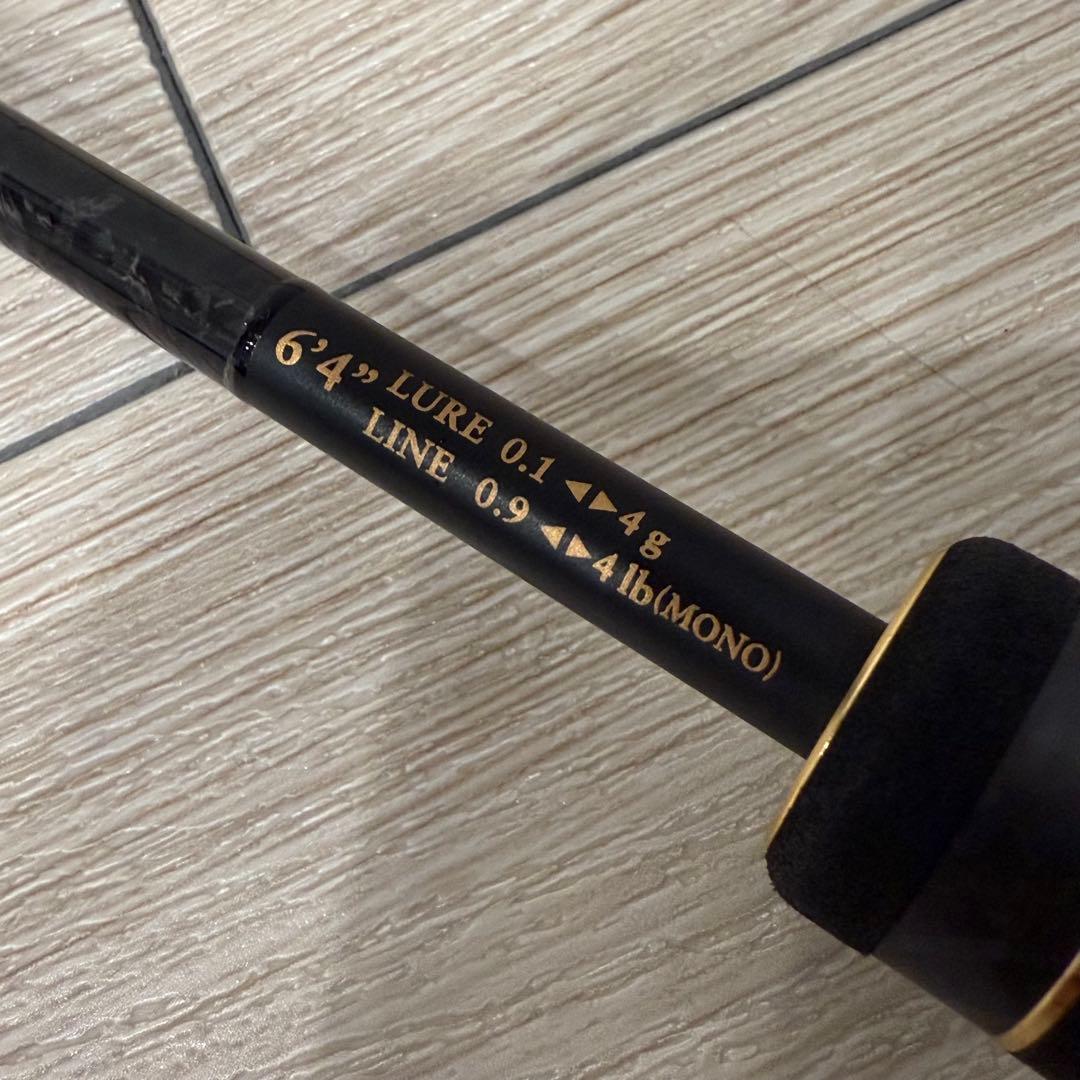 6’4” LURE 0.1 ◀▶4 g
LINE 0.9 ◀▶4 lb(MONO)